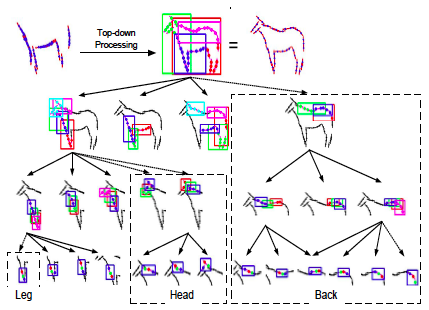 Top-down
Processing
=
Leg
Head
Back